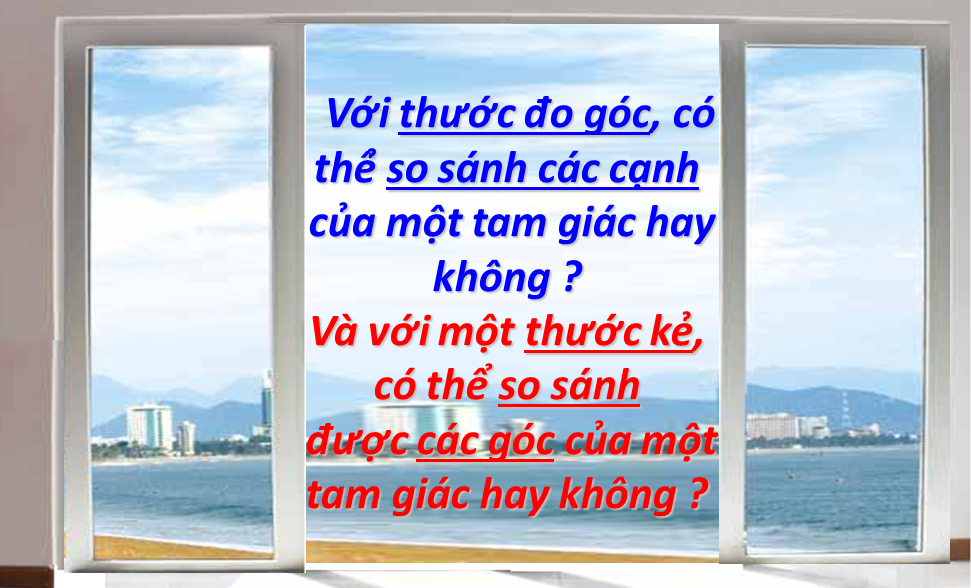 Với thước đo góc, có
thể so sánh các cạnh
của một tam giác hay
không ?
Và với một thước kẻ,
có thể so sánh
được các góc của một
tam giác hay không ?